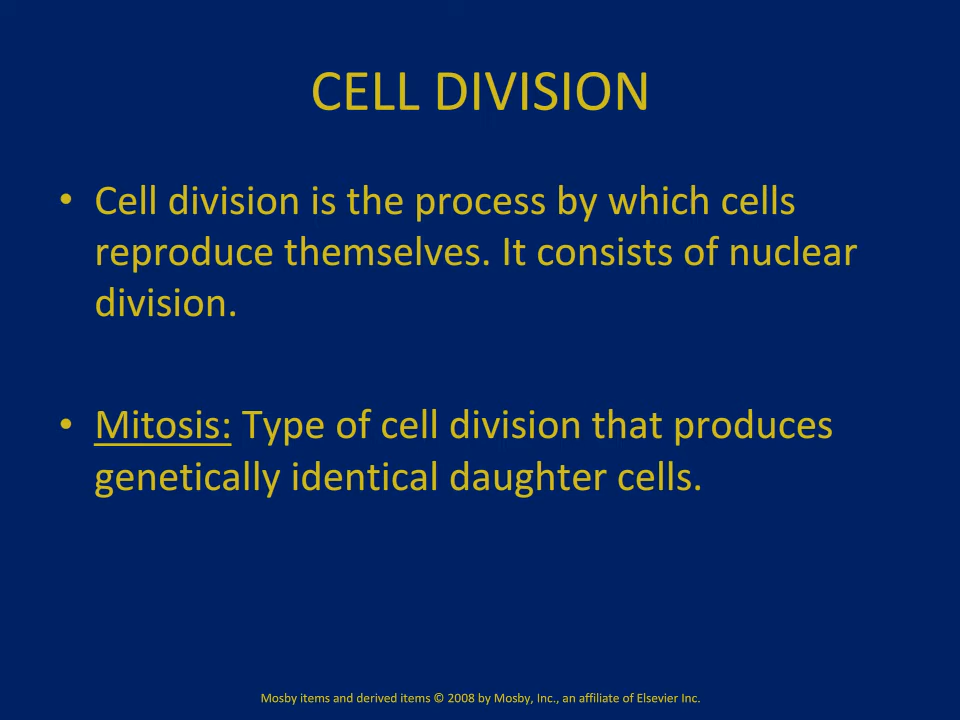 CELL DIVISION
• Cell division is the process by which cells
reproduce themselves. It consists of nuclear
division.
• Mitosis: Type of cell division that produces
genetically identical daughter cells.
Mosby items and derived items © 2008 by Mosby, Inc., an affiliate of Elsevier Inc.